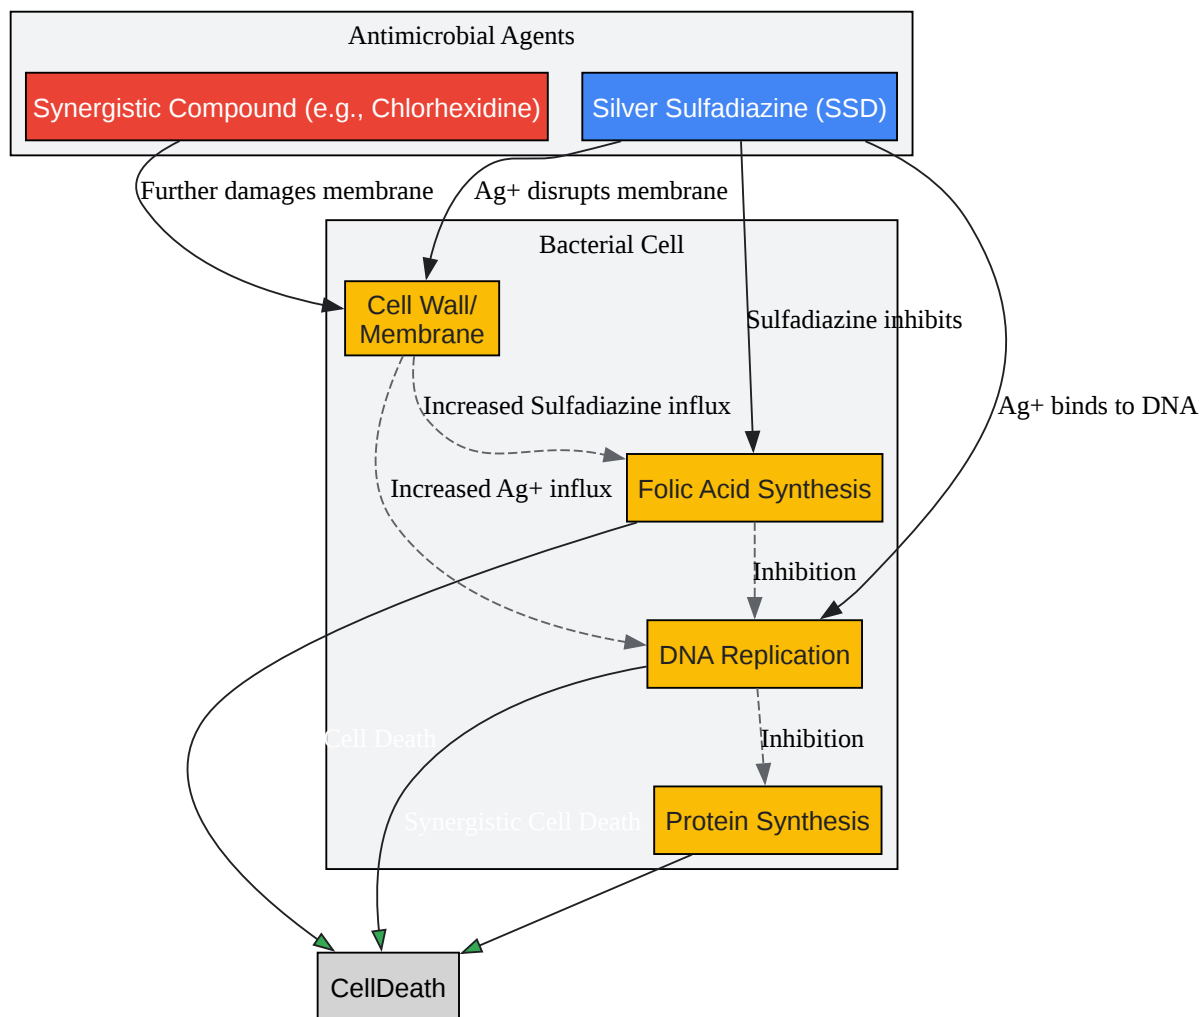 Antimicrobial Agents
Synergistic Compound (e.g., Chlorhexidine)
Silver Sulfadiazine (SSD)
Further damages membrane
Ag+ disrupts membrane
Bacterial Cell
Cell Wall/
Membrane
Sulfadiazine inhibits
Increased Sulfadiazine influx
Ag+ binds to DNA
Increased Ag+ influx
Folic Acid Synthesis
Inhibition
DNA Replication
Cell Death
Inhibition
Synergistic Cell Death
Protein Synthesis
CellDeath